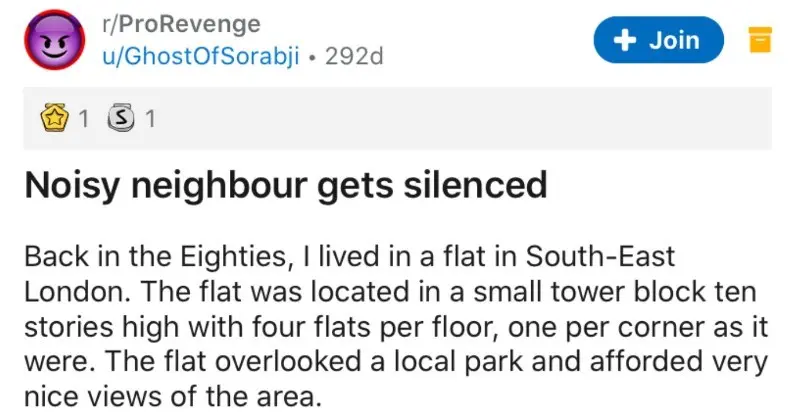 r/ProRevenge
u/GhostOfSorabji • 292d
+ Join
1 S 1
Noisy neighbour gets silenced
Back in the Eighties, I lived in a flat in South-East
London. The flat was located in a small tower block ten
stories high with four flats per floor, one per corner as it
were. The flat overlooked a local park and afforded very
nice views of the area.